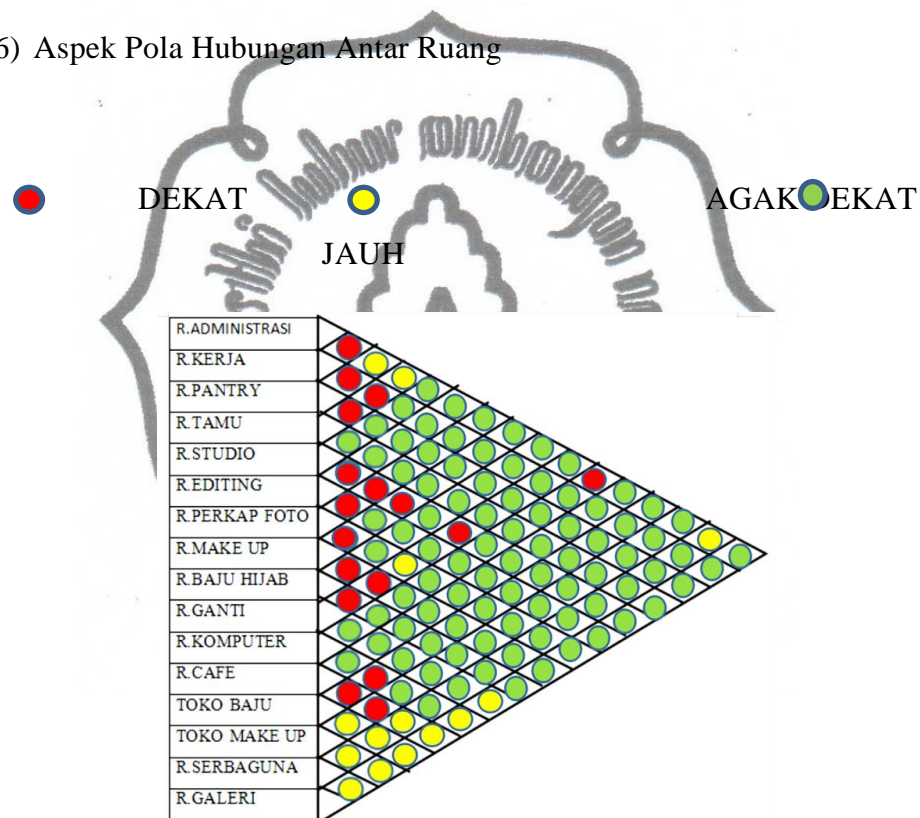 6) Aspek Pola Hubungan Antar Ruang
DEKAT AGAK DEKAT
JAUH
R.ADMINISTRASI
R.KERJA
R.PANTRY
R.TAMU
R.STUDIO
R.EDITING
R.PERKAP FOTO
R.MAKE UP
R.BAJU HIJAB
R.GANTI
R.KOMPUTER
R.CAFE
TOKO BAJU
TOKO MAKE UP
R.SERBAGUNA
R.GALERI